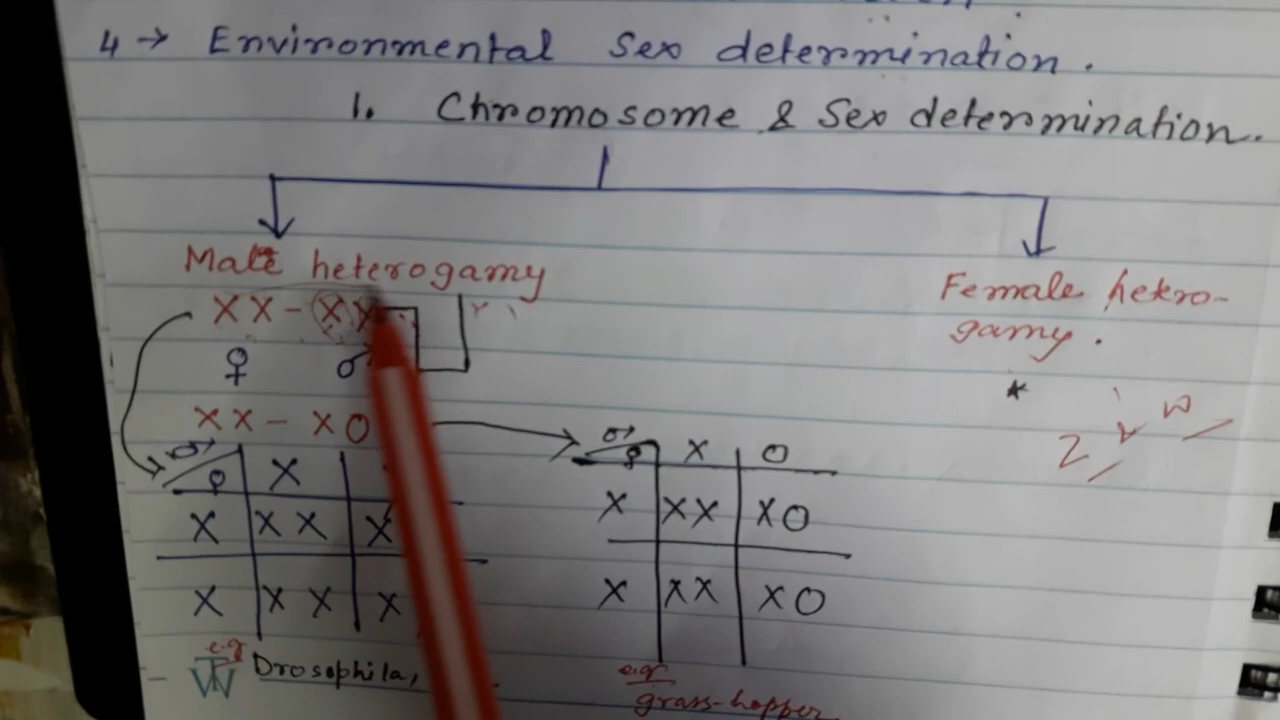 4 → Environmental Sex determination.
1. Chromosome & Sex determination.
Male heterogamy
Female hetro-
gamy.
XX - XY
♀ ♂
*
Z W
XX - XO
♂ X
♀
X XX X
X XX X
♂ X O
♀
X XX XO
X XX XO
e.g Drosophila,
e.g.
grass-hopper